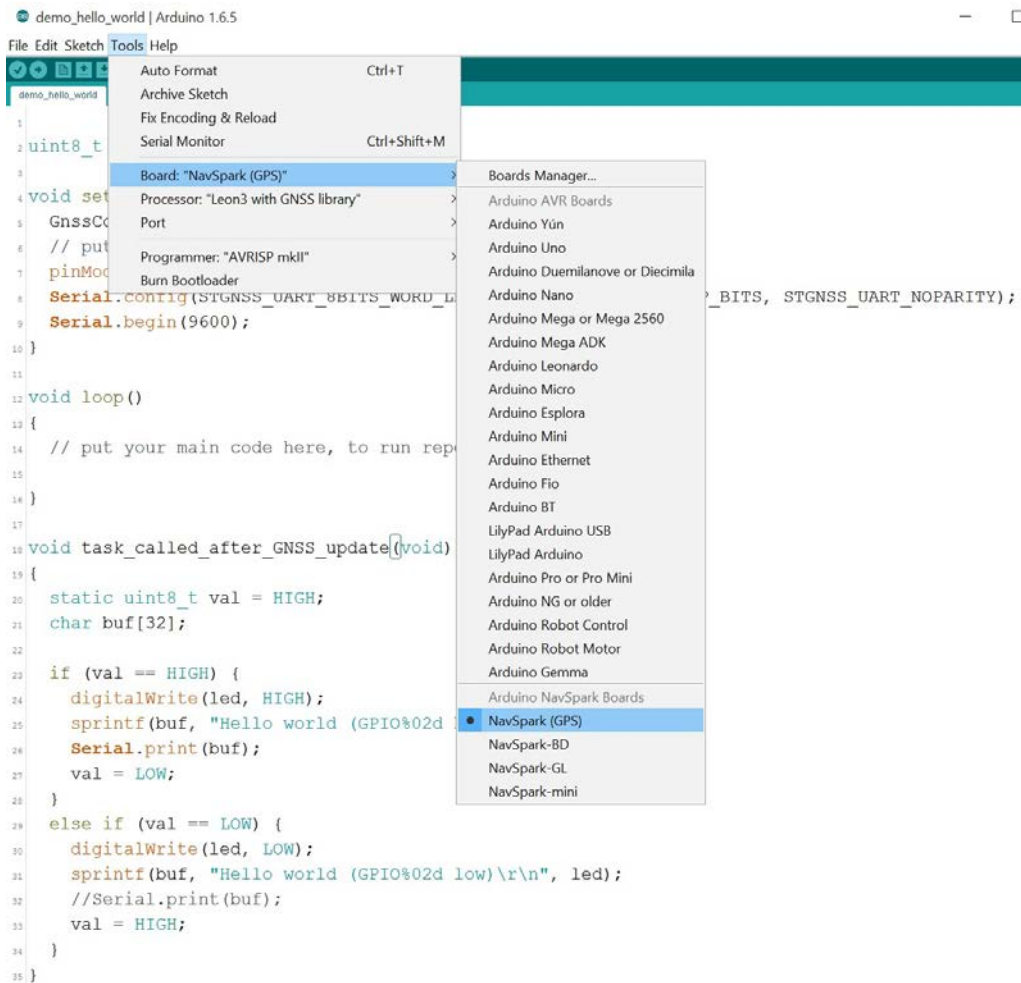 demo_hello_world | Arduino 1.6.5
File Edit Sketch Tools Help
demo_hello_world
Auto Format Ctrl+T
Archive Sketch
Fix Encoding & Reload
Serial Monitor Ctrl+Shift+M
Board: "NavSpark (GPS)"
Processor: "Leon3 with GNSS library"
Port
Programmer: "AVRISP mkII"
Burn Bootloader
Boards Manager...
Arduino AVR Boards
Arduino Yún
Arduino Uno
Arduino Duemilanove or Diecimila
Arduino Nano
Arduino Mega or Mega 2560
Arduino Mega ADK
Arduino Leonardo
Arduino Micro
Arduino Esplora
Arduino Mini
Arduino Ethernet
Arduino Fio
Arduino BT
LilyPad Arduino USB
LilyPad Arduino
Arduino Pro or Pro Mini
Arduino NG or older
Arduino Robot Control
Arduino Robot Motor
Arduino Gemma
Arduino NavSpark Boards
NavSpark (GPS)
NavSpark-BD
NavSpark-GL
NavSpark-mini
1
2 uint8_t
3
4 void set
5 GnssCo
6 // put
7 pinMod
8 Serial.config(STGNSS_UART_8BITS_WORD_L P_BITS, STGNSS_UART_NOPARITY);
9 Serial.begin(9600);
10 }
11
12 void loop()
13 {
14 // put your main code here, to run rep
15
16 }
17
18 void task_called_after_GNSS_update(void)
19 {
20 static uint8_t val = HIGH;
21 char buf[32];
22
23 if (val == HIGH) {
24 digitalWrite(led, HIGH);
25 sprintf(buf, "Hello world (GPIO%02d
26 Serial.print(buf);
27 val = LOW;
28 }
29 else if (val == LOW) {
30 digitalWrite(led, LOW);
31 sprintf(buf, "Hello world (GPIO%02d low)\r\n", led);
32 //Serial.print(buf);
33 val = HIGH;
34 }
35 }